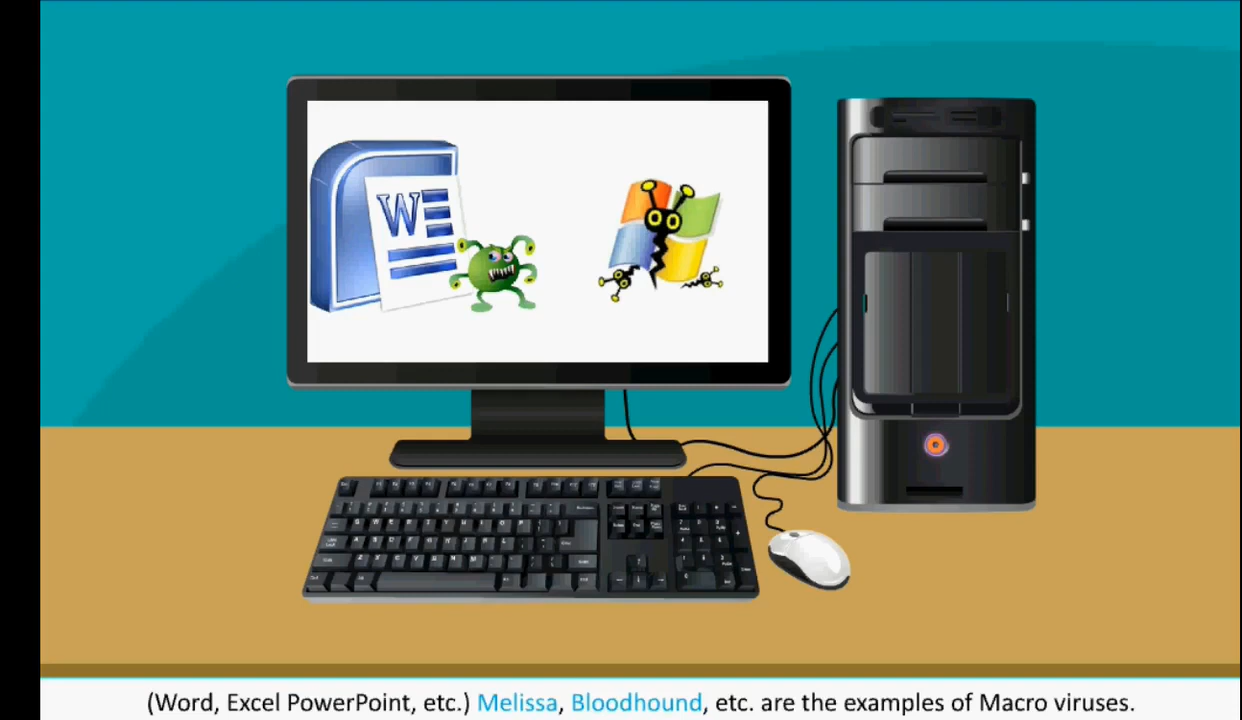 W
(Word, Excel PowerPoint, etc.) Melissa, Bloodhound, etc. are the examples of Macro viruses.